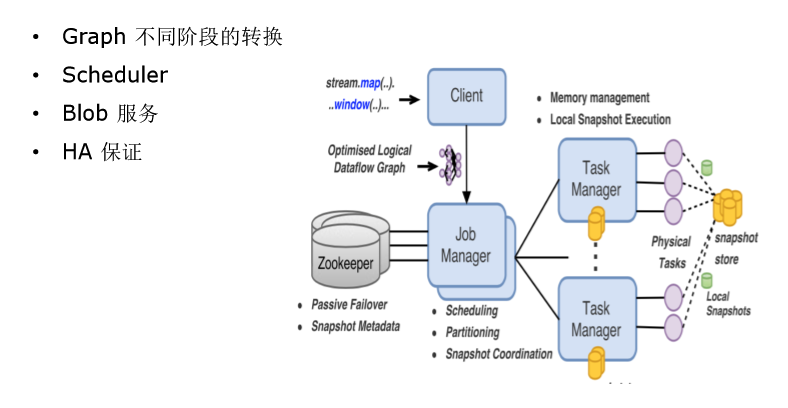 • Graph 不同阶段的转换
• Scheduler
• Blob 服务
• HA 保证
stream.map(..).
..window(..)...
Client
• Memory management
• Local Snapshot Execution
Optimised Logical
Dataflow Graph
Task
Manager
Zookeeper
Job
Manager
Physical
Tasks
snapshot
store
• Passive Failover
• Snapshot Metadata
• Scheduling
• Partitioning
• Snapshot Coordination
Task
Manager
Local
Snapshots